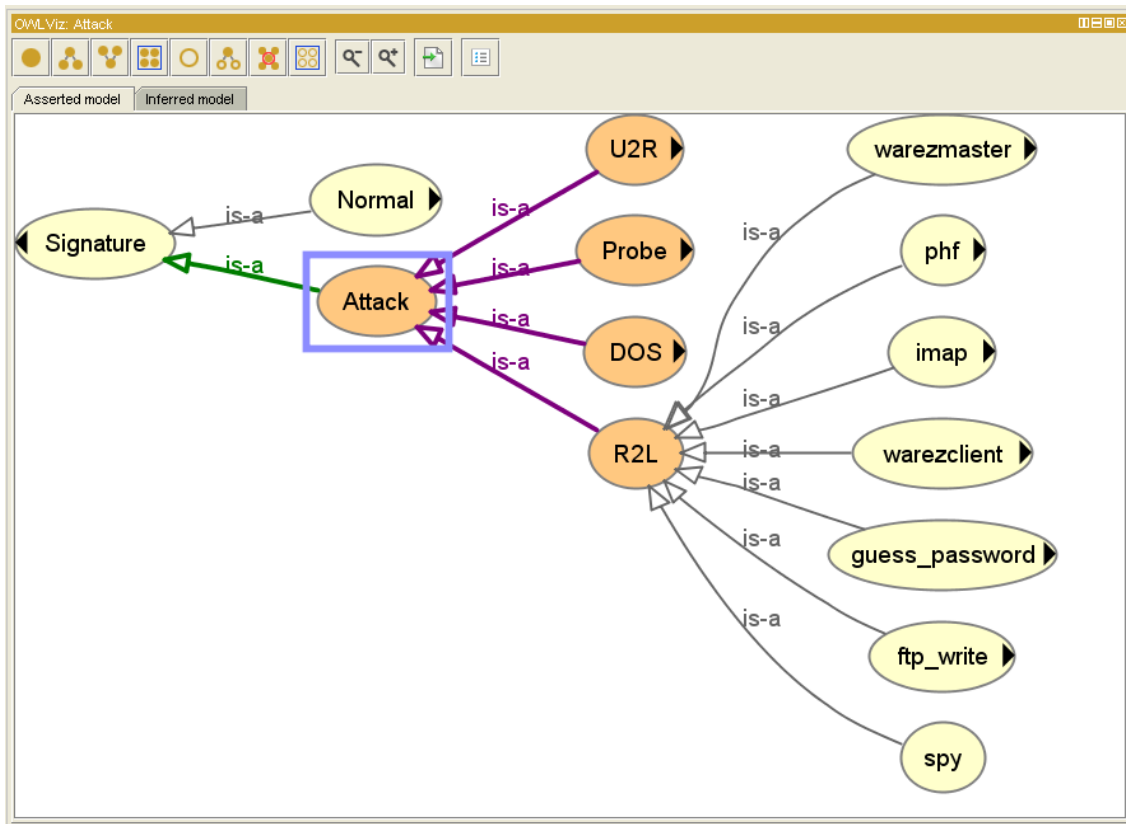 OWLViz: Attack
Asserted model
Inferred model
Signature
is-a
Normal
is-a
Attack
is-a
U2R
is-a
Probe
is-a
DOS
is-a
R2L
is-a
warezmaster
is-a
phf
is-a
imap
is-a
warezclient
is-a
guess_password
is-a
ftp_write
is-a
spy